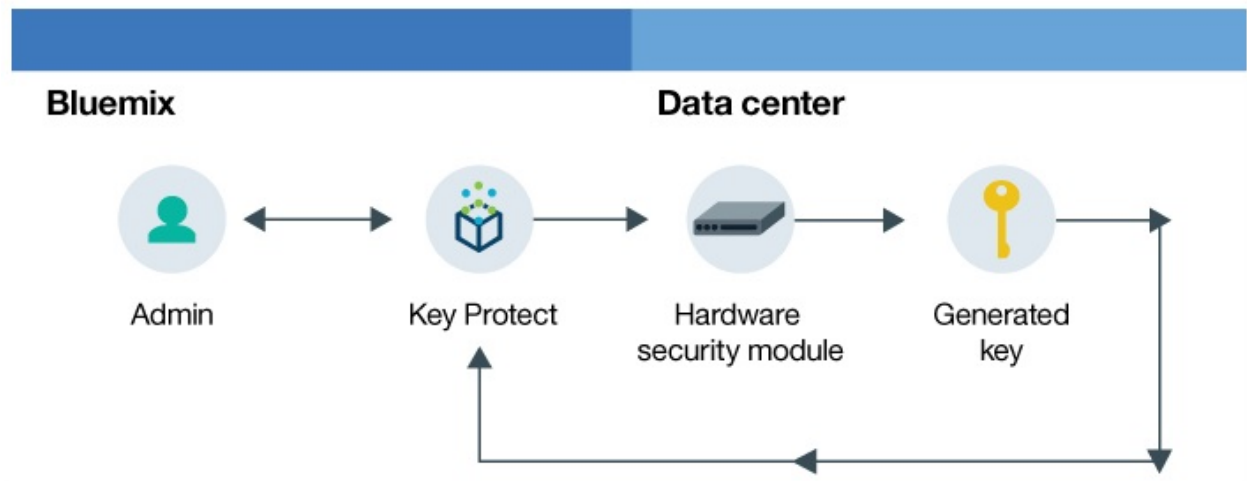 Bluemix
Data center
Admin
Key Protect
Hardware
security module
Generated
key